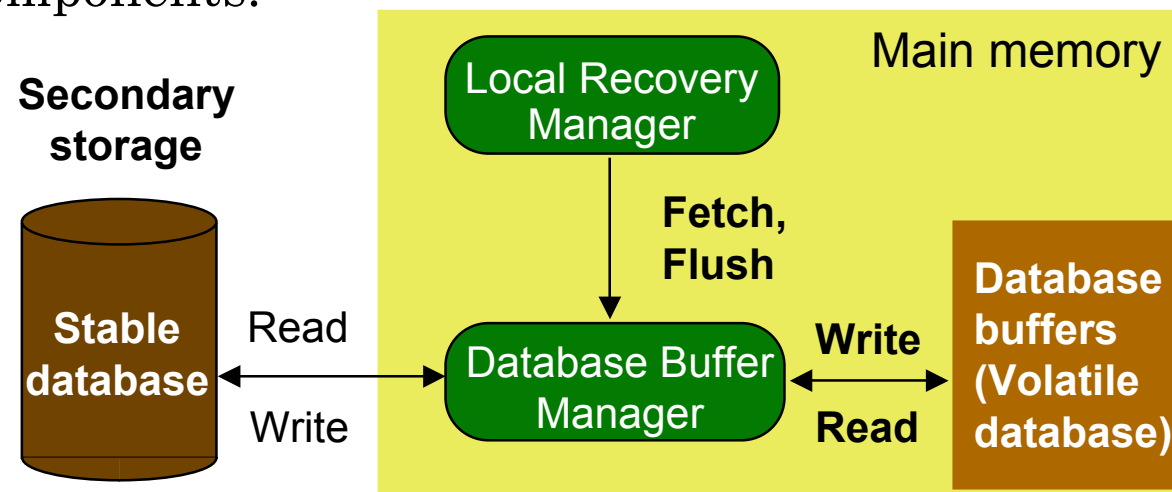 omponents.
Main memory
Local Recovery
Manager
Secondary
storage
Fetch,
Flush
Stable
database
Read
Write
Database Buffer
Manager
Write
Read
Database
buffers
(Volatile
database)